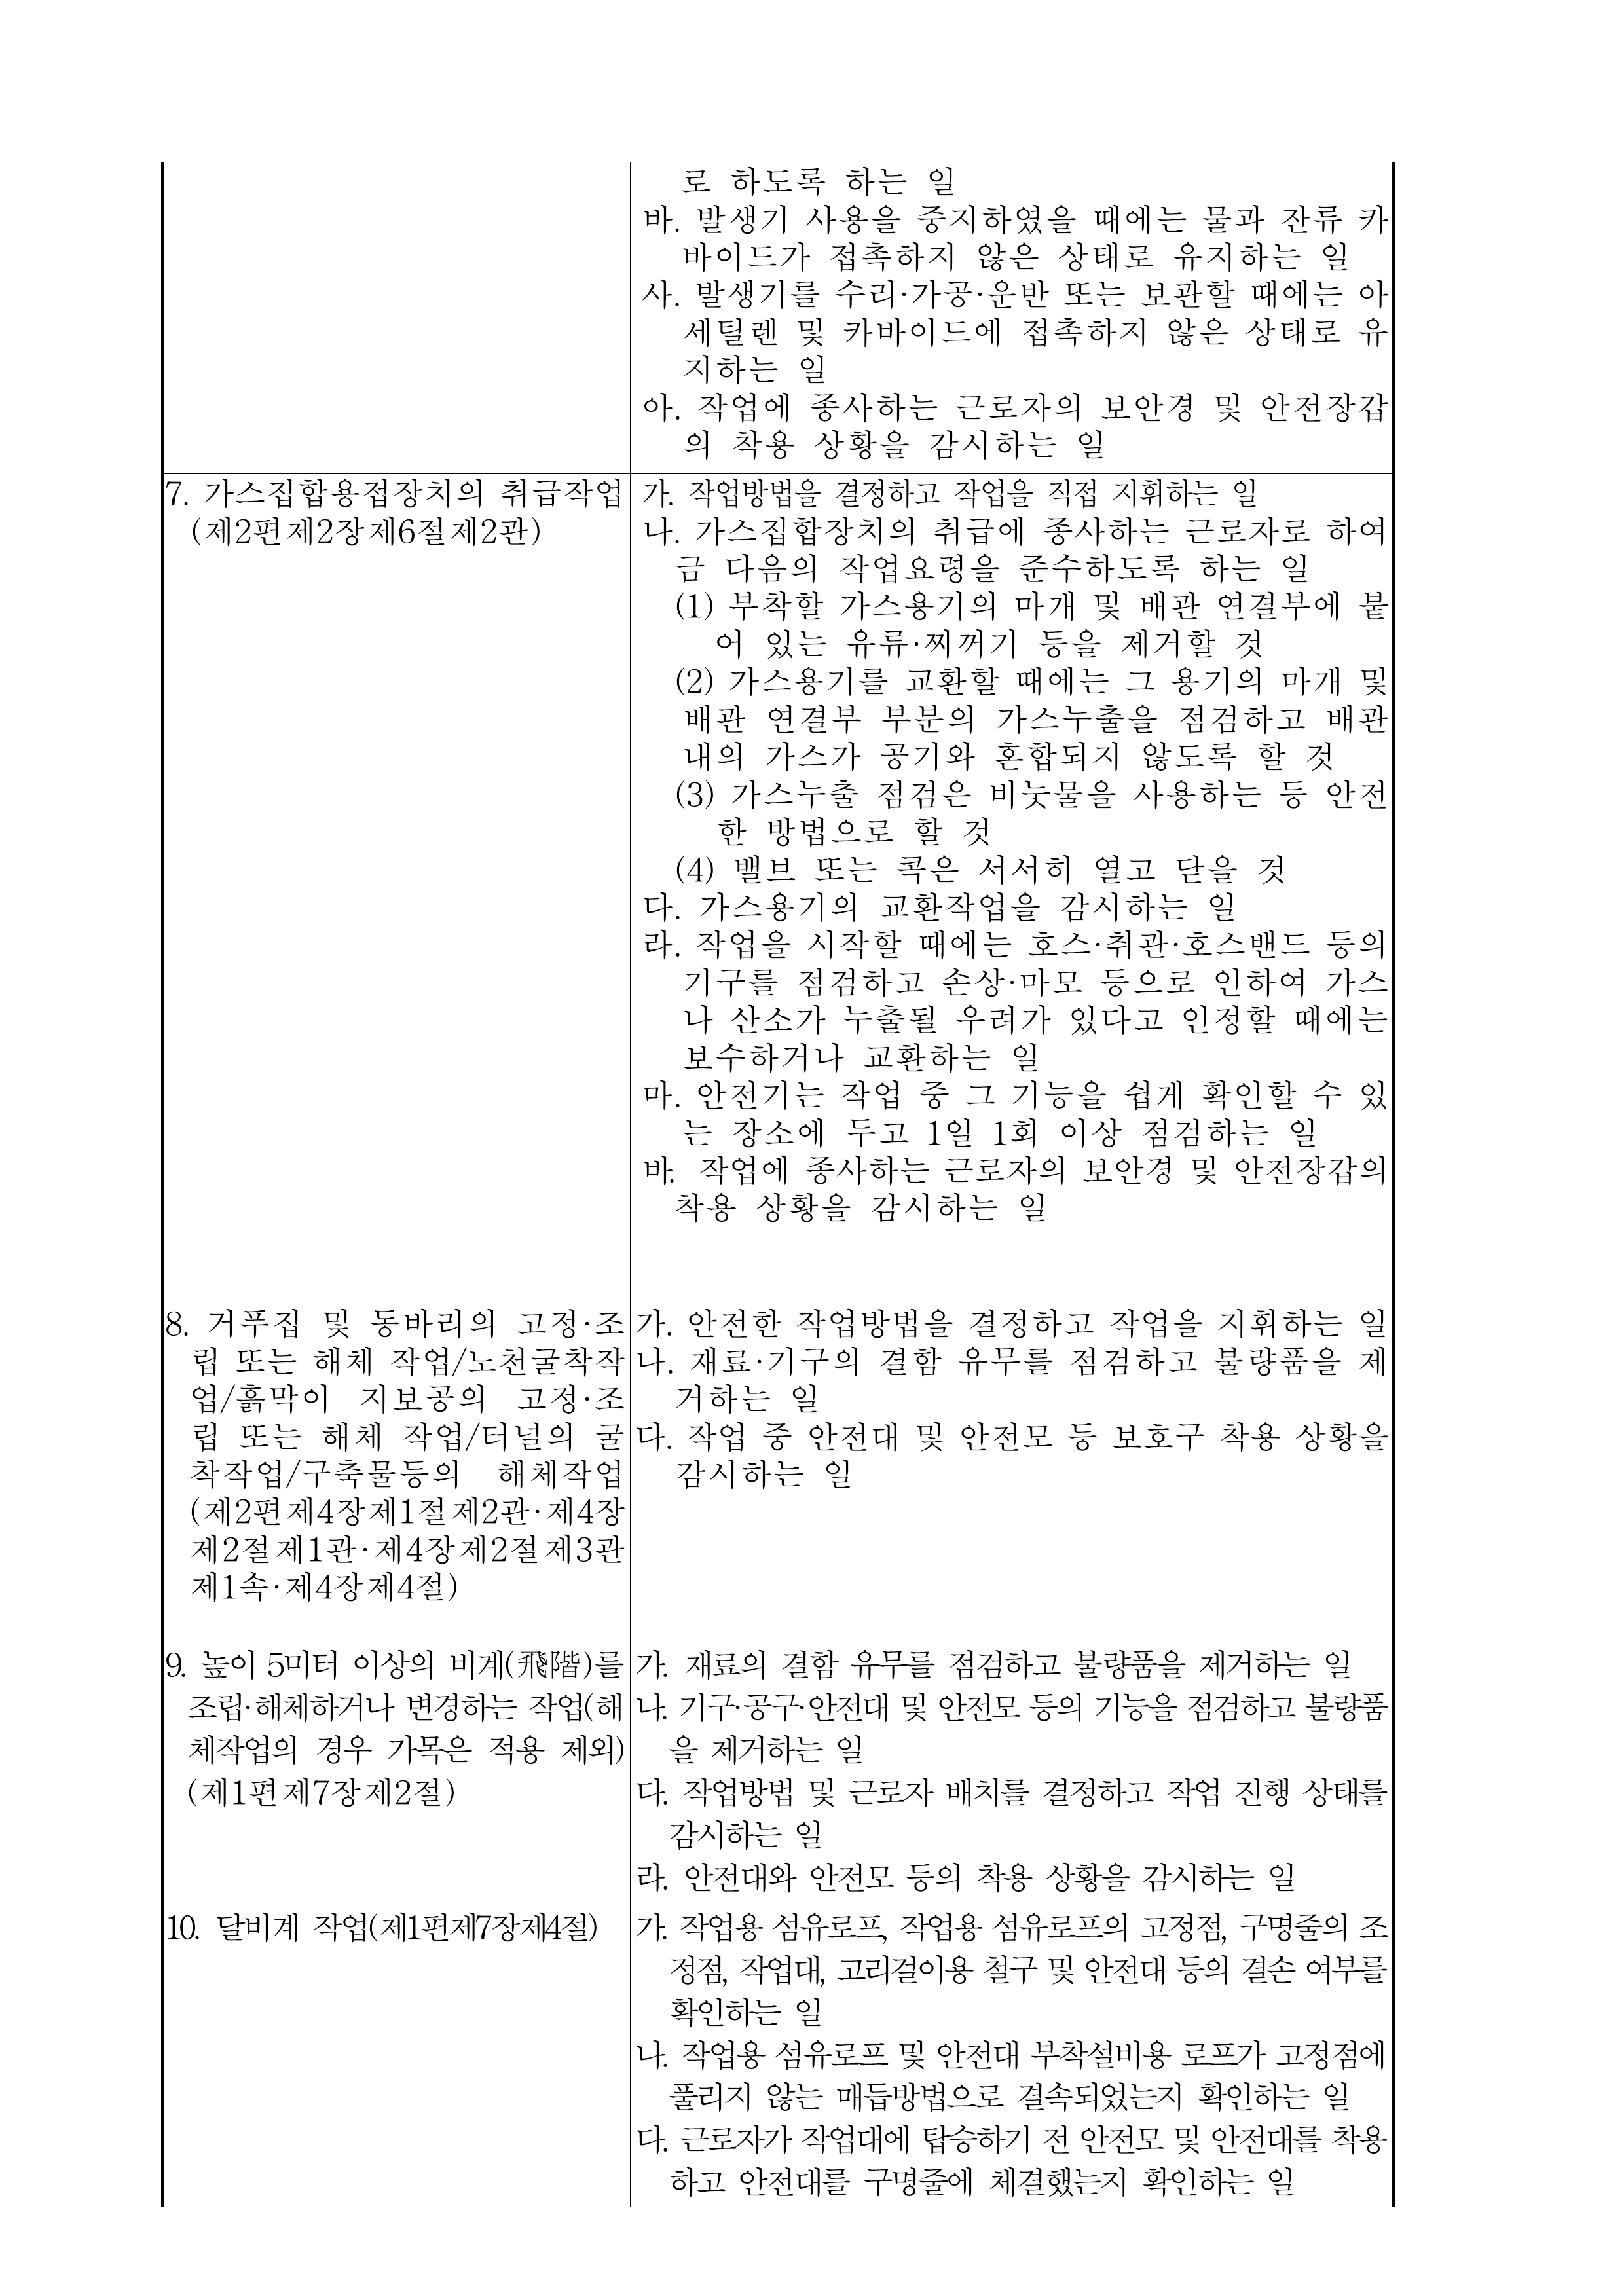 로 하도록 하는 일
바. 발생기 사용을 중지하였을 때에는 물과 잔류 카
바이드가 접촉하지 않은 상태로 유지하는 일
사. 발생기를 수리·가공·운반 또는 보관할 때에는 아
세틸렌 및 카바이드에 접촉하지 않은 상태로 유
지하는 일
아. 작업에 종사하는 근로자의 보안경 및 안전장갑
의 착용 상황을 감시하는 일
7. 가스집합용접장치의 취급작업
(제2편제2장제6절제2관)
가. 작업방법을 결정하고 작업을 직접 지휘하는 일
나. 가스집합장치의 취급에 종사하는 근로자로 하여
금 다음의 작업요령을 준수하도록 하는 일
(1) 부착할 가스용기의 마개 및 배관 연결부에 붙
어 있는 유류·찌꺼기 등을 제거할 것
(2) 가스용기를 교환할 때에는 그 용기의 마개 및
배관 연결부 부분의 가스누출을 점검하고 배관
내의 가스가 공기와 혼합되지 않도록 할 것
(3) 가스누출 점검은 비눗물을 사용하는 등 안전
한 방법으로 할 것
(4) 밸브 또는 콕은 서서히 열고 닫을 것
다. 가스용기의 교환작업을 감시하는 일
라. 작업을 시작할 때에는 호스·취관·호스밴드 등의
기구를 점검하고 손상·마모 등으로 인하여 가스
나 산소가 누출될 우려가 있다고 인정할 때에는
보수하거나 교환하는 일
마. 안전기는 작업 중 그 기능을 쉽게 확인할 수 있
는 장소에 두고 1일 1회 이상 점검하는 일
바. 작업에 종사하는 근로자의 보안경 및 안전장갑의
착용 상황을 감시하는 일
8. 거푸집 및 동바리의 고정·조
립 또는 해체 작업/노천굴착작
업/흙막이 지보공의 고정·조
립 또는 해체 작업/터널의 굴
착작업/구축물등의 해체작업
(제2편제4장제1절제2관·제4장
제2절제1관·제4장제2절제3관
제1속·제4장제4절)
가. 안전한 작업방법을 결정하고 작업을 지휘하는 일
나. 재료·기구의 결함 유무를 점검하고 불량품을 제
거하는 일
다. 작업 중 안전대 및 안전모 등 보호구 착용 상황을
감시하는 일
9. 높이 5미터 이상의 비계(飛階)를
조립·해체하거나 변경하는 작업(해
체작업의 경우 가목은 적용 제외)
(제1편제7장제2절)
가. 재료의 결함 유무를 점검하고 불량품을 제거하는 일
나. 기구·공구·안전대 및 안전모 등의 기능을 점검하고 불량품
을 제거하는 일
다. 작업방법 및 근로자 배치를 결정하고 작업 진행 상태를
감시하는 일
라. 안전대와 안전모 등의 착용 상황을 감시하는 일
10. 달비계 작업(제1편제7장제4절)
가. 작업용 섬유로프, 작업용 섬유로프의 고정점, 구명줄의 조
정점, 작업대, 고리걸이용 철구 및 안전대 등의 결손 여부를
확인하는 일
나. 작업용 섬유로프 및 안전대 부착설비용 로프가 고정점에
풀리지 않는 매듭방법으로 결속되었는지 확인하는 일
다. 근로자가 작업대에 탑승하기 전 안전모 및 안전대를 착용
하고 안전대를 구명줄에 체결했는지 확인하는 일